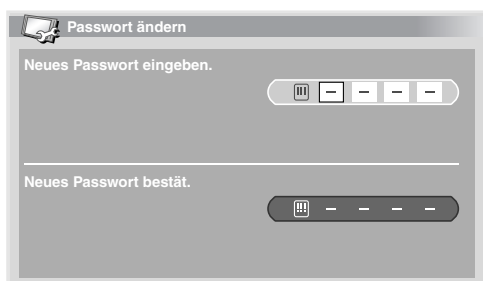 Passwort ändern
Neues Passwort eingeben.
– – – –
Neues Passwort bestät.
– – – –